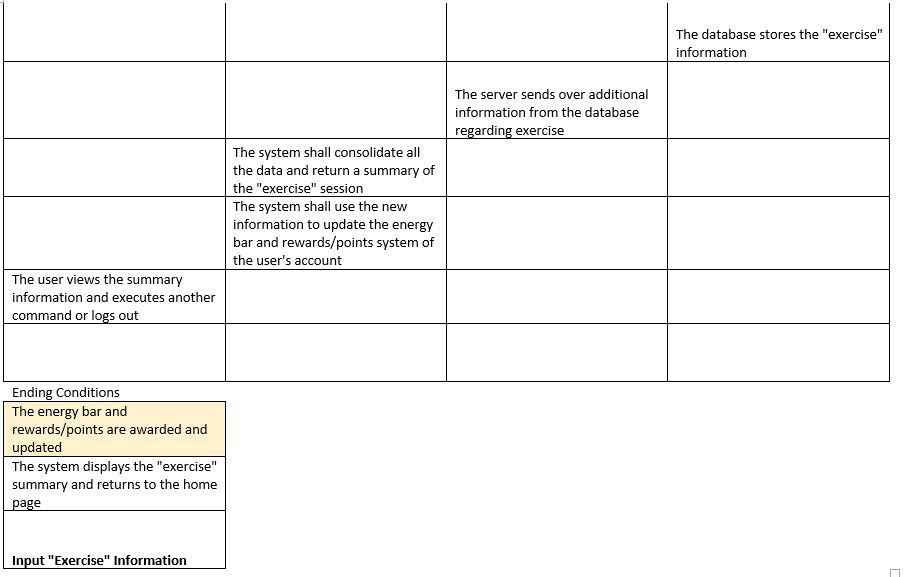 The database stores the "exercise"
information
The server sends over additional
information from the database
regarding exercise
The system shall consolidate all
the data and return a summary of
the "exercise" session
The system shall use the new
information to update the energy
bar and rewards/points system of
the user's account
The user views the summary
information and executes another
command or logs out
Ending Conditions
The energy bar and
rewards/points are awarded and
updated
The system displays the "exercise"
summary and returns to the home
page
Input "Exercise" Information